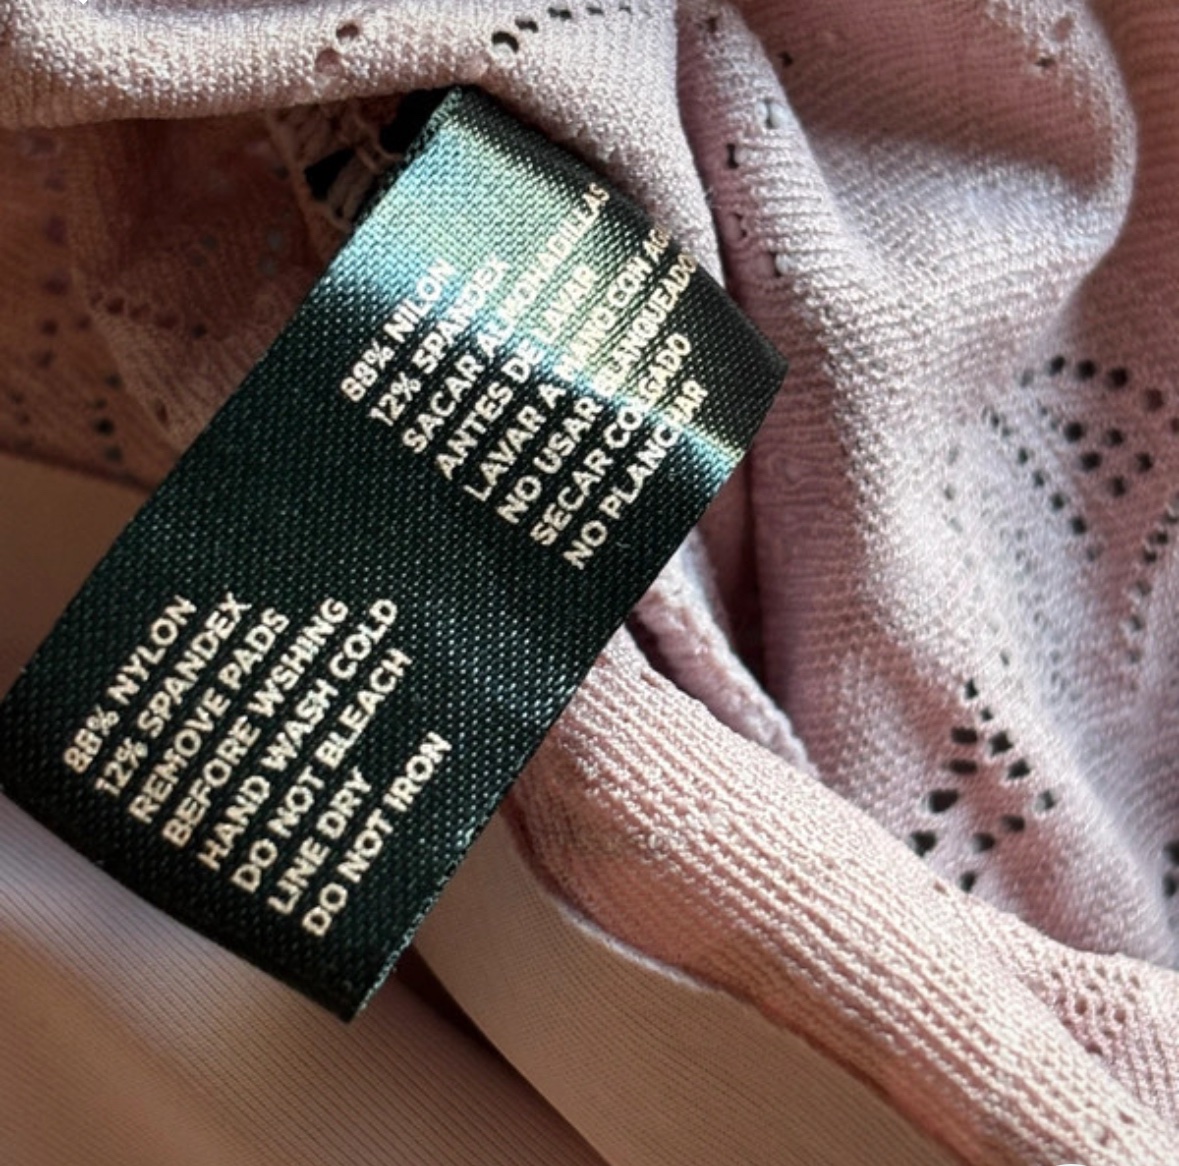 88% NILON
12% SPANDEX
SACAR ALMOHADILLAS
ANTES DE LAVAR
LAVAR A MANO CON
NO USAR BLANQUEADO
SECAR COLGADO
NO PLANCHAR
88% NYLON
12% SPANDEX
REMOVE PADS
BEFORE WSHING
HAND WASH COLD
DO NOT BLEACH
LINE DRY
DO NOT IRON